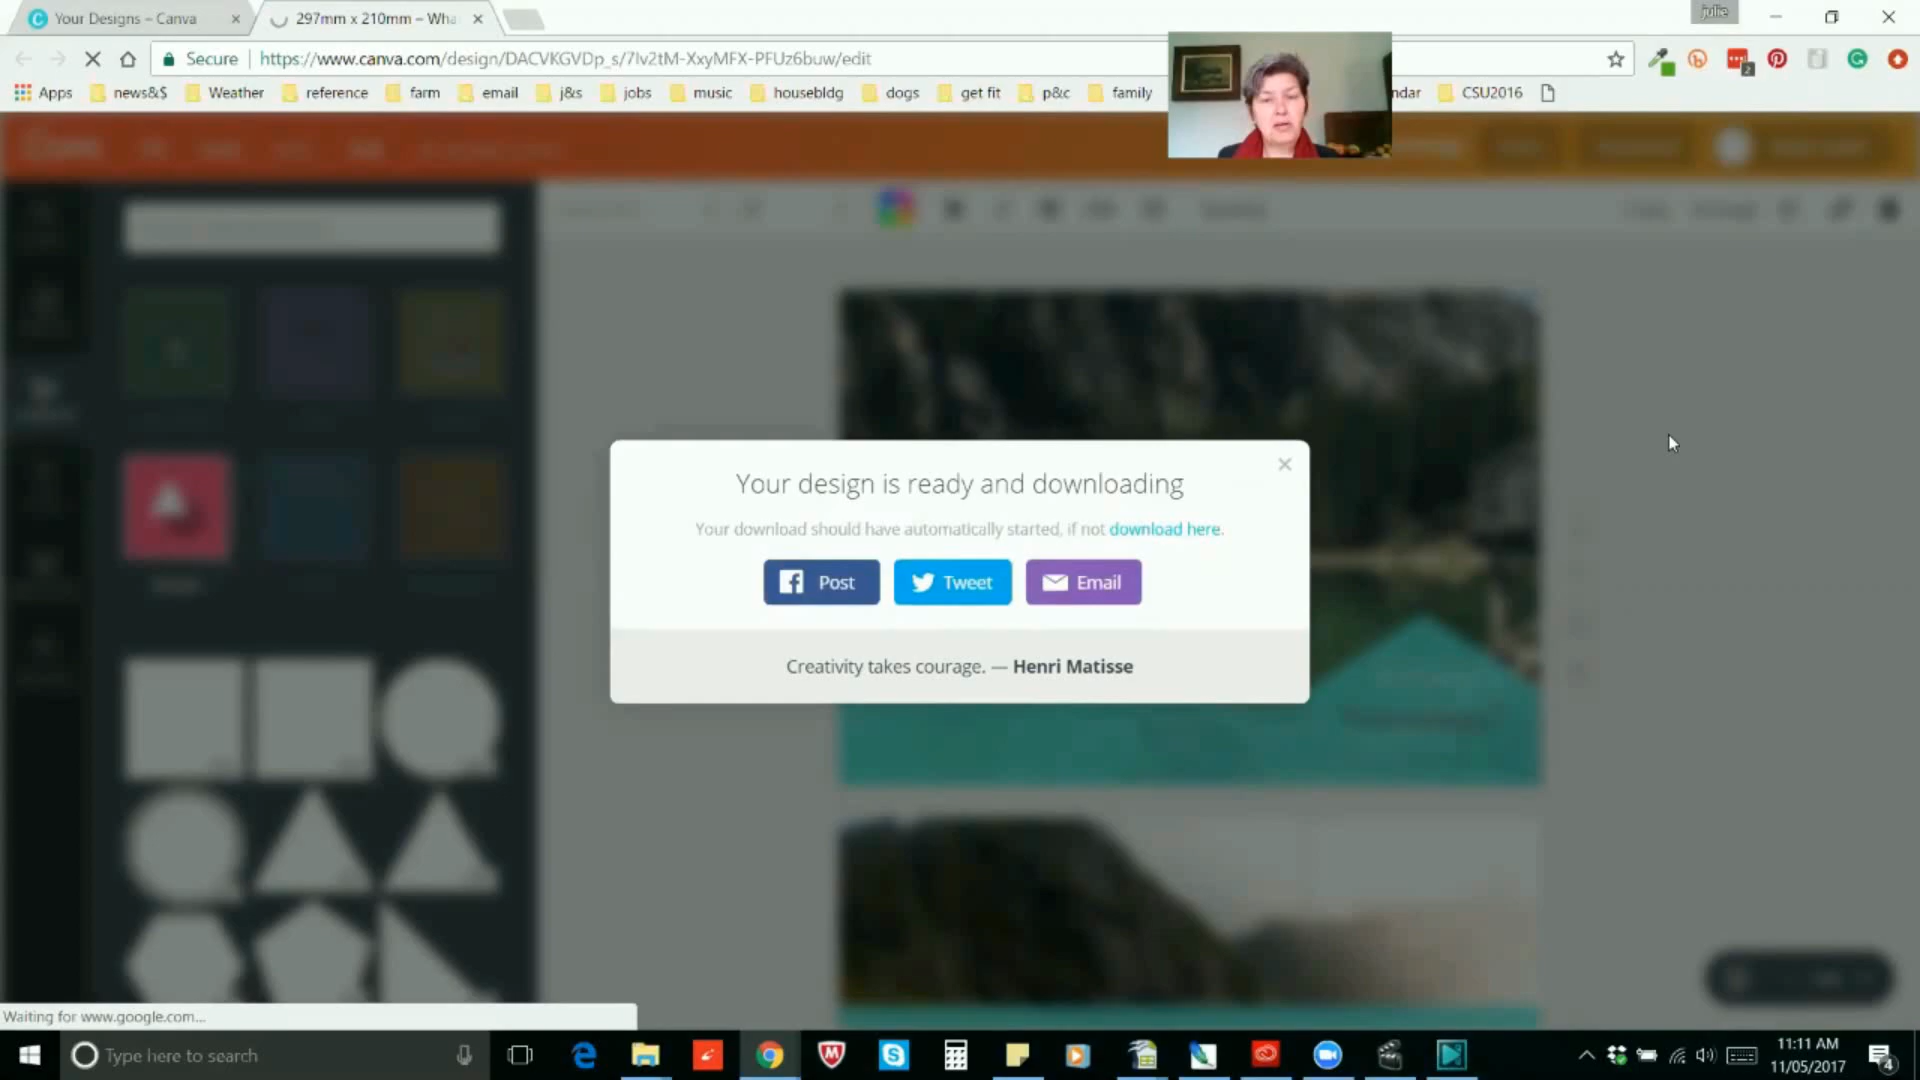 Your Designs – Canva
297mm x 210mm – Wha
julie
Secure
https://www.canva.com/design/DACVKGVDp_s/7Iv2tM-XxyMFX-PFUz6buw/edit
Apps
news&$
Weather
reference
farm
email
j&s
jobs
music
housebldg
dogs
get fit
p&c
family
ndar
CSU2016
2
Your design is ready and downloading
Your download should have automatically started, if not download here.
Post
Tweet
Email
Creativity takes courage. — Henri Matisse
Waiting for www.google.com...
Type here to search
11:11 AM
11/05/2017
4